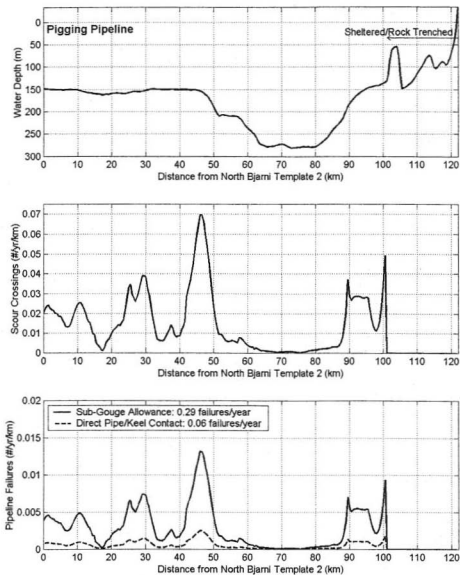 Pigging Pipeline
Sheltered/Rock Trenched
Water Depth (m)
0
50
100
150
200
250
300
0 10 20 30 40 50 60 70 80 90 100 110 120
Distance from North Bjarni Template 2 (km)
Scour Crossings (#/yr/km)
0.07
0.06
0.05
0.04
0.03
0.02
0.01
0
0 10 20 30 40 50 60 70 80 90 100 110 120
Distance from North Bjarni Template 2 (km)
Pipeline Failures (#/yr/km)
0.02
0.015
0.01
0.005
0
Sub-Gouge Allowance: 0.29 failures/year
Direct Pipe/Keel Contact: 0.06 failures/year
0 10 20 30 40 50 60 70 80 90 100 110 120
Distance from North Bjarni Template 2 (km)